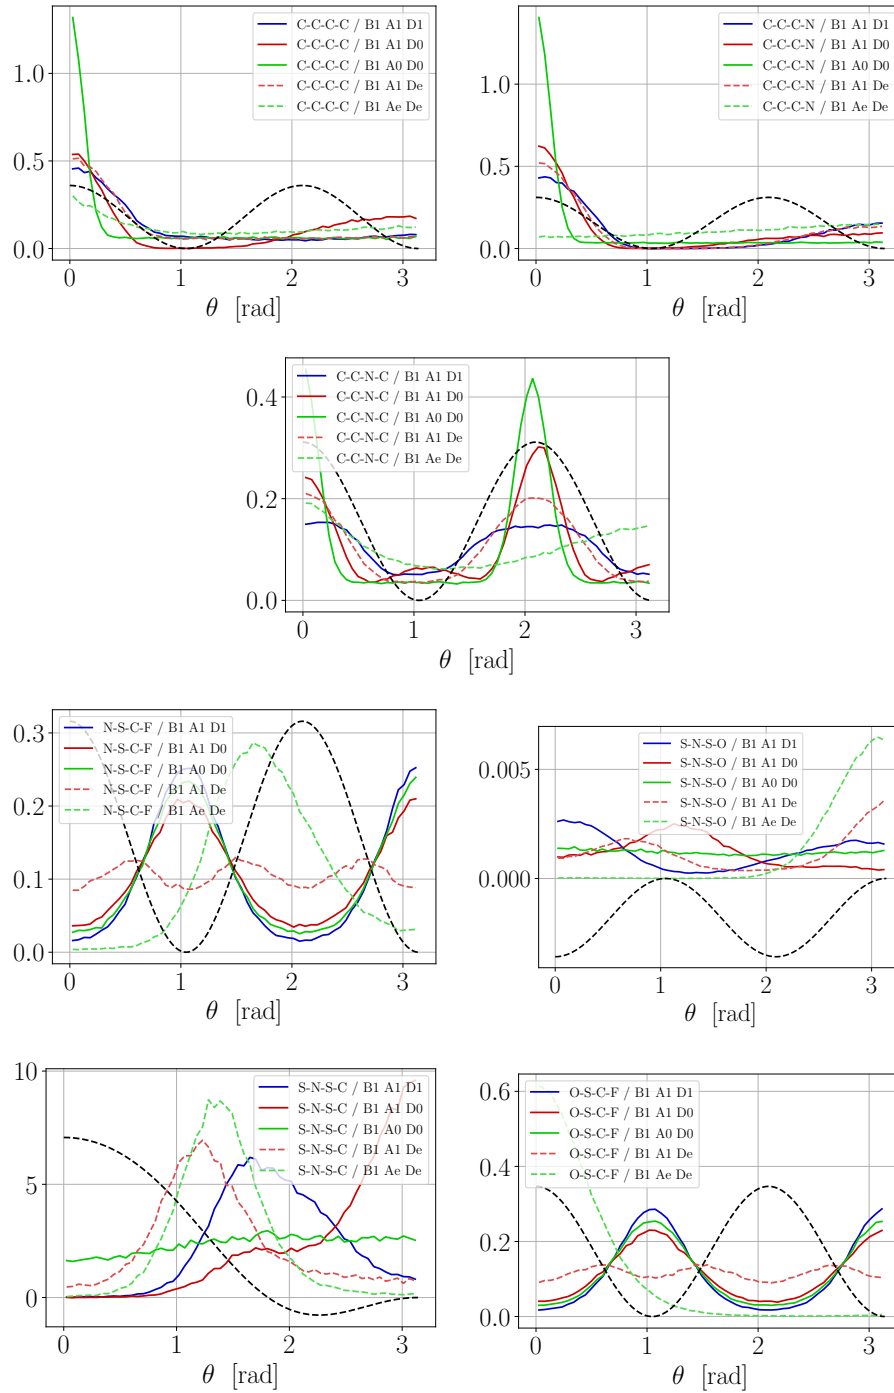 C-C-C-C / B1 A1 D1
C-C-C-C / B1 A1 D0
C-C-C-C / B1 A0 D0
C-C-C-C / B1 A1 De
C-C-C-C / B1 Ae De
1.0
0.5
0.0
0 1 2 3
θ [rad]
C-C-C-N / B1 A1 D1
C-C-C-N / B1 A1 D0
C-C-C-N / B1 A0 D0
C-C-C-N / B1 A1 De
C-C-C-N / B1 Ae De
1.0
0.5
0.0
0 1 2 3
θ [rad]
C-C-N-C / B1 A1 D1
C-C-N-C / B1 A1 D0
C-C-N-C / B1 A0 D0
C-C-N-C / B1 A1 De
C-C-N-C / B1 Ae De
0.4
0.2
0.0
0 1 2 3
θ [rad]
N-S-C-F / B1 A1 D1
N-S-C-F / B1 A1 D0
N-S-C-F / B1 A0 D0
N-S-C-F / B1 A1 De
N-S-C-F / B1 Ae De
0.3
0.2
0.1
0.0
0 1 2 3
θ [rad]
S-N-S-O / B1 A1 D1
S-N-S-O / B1 A1 D0
S-N-S-O / B1 A0 D0
S-N-S-O / B1 A1 De
S-N-S-O / B1 Ae De
0.005
0.000
0 1 2 3
θ [rad]
S-N-S-C / B1 A1 D1
S-N-S-C / B1 A1 D0
S-N-S-C / B1 A0 D0
S-N-S-C / B1 A1 De
S-N-S-C / B1 Ae De
10
5
0
0 1 2 3
θ [rad]
O-S-C-F / B1 A1 D1
O-S-C-F / B1 A1 D0
O-S-C-F / B1 A0 D0
O-S-C-F / B1 A1 De
O-S-C-F / B1 Ae De
0.6
0.4
0.2
0.0
0 1 2 3
θ [rad]